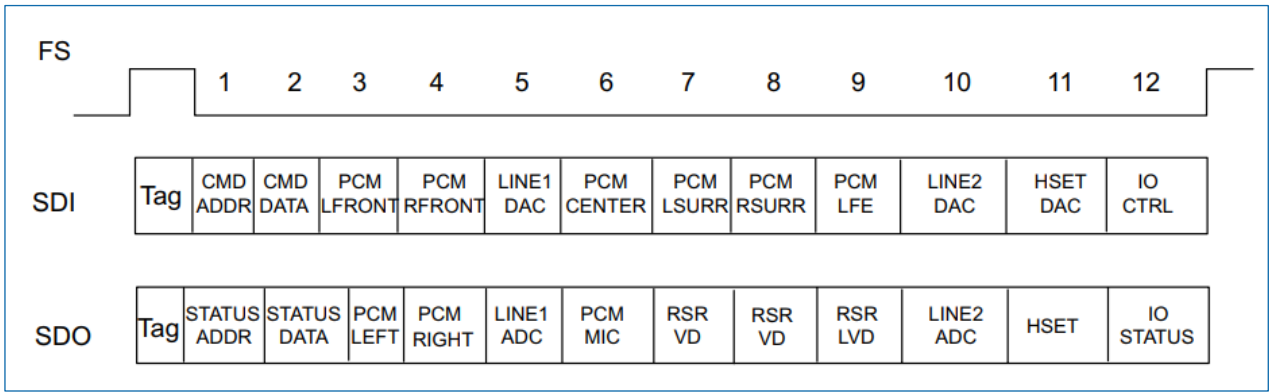 FS
1 2 3 4 5 6 7 8 9 10 11 12
SDI
Tag
CMD
ADDR
CMD
DATA
PCM
LFRONT
PCM
RFRONT
LINE1
DAC
PCM
CENTER
PCM
LSURR
PCM
RSURR
PCM
LFE
LINE2
DAC
HSET
DAC
IO
CTRL
SDO
Tag
STATUS
ADDR
STATUS
DATA
PCM
LEFT
PCM
RIGHT
LINE1
ADC
PCM
MIC
RSR
VD
RSR
VD
RSR
LVD
LINE2
ADC
HSET
IO
STATUS